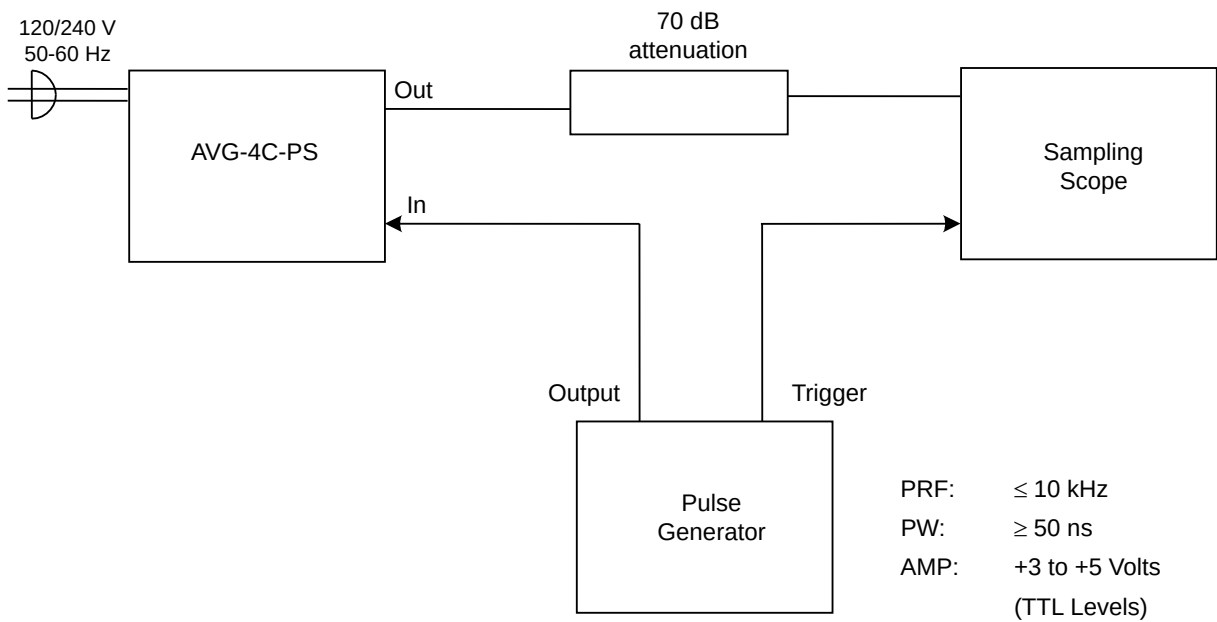 120/240 V
50-60 Hz
70 dB
attenuation
Out
AVG-4C-PS
Sampling
Scope
In
Output
Trigger
Pulse
Generator
PRF: ≤ 10 kHz
PW: ≥ 50 ns
AMP: +3 to +5 Volts
(TTL Levels)